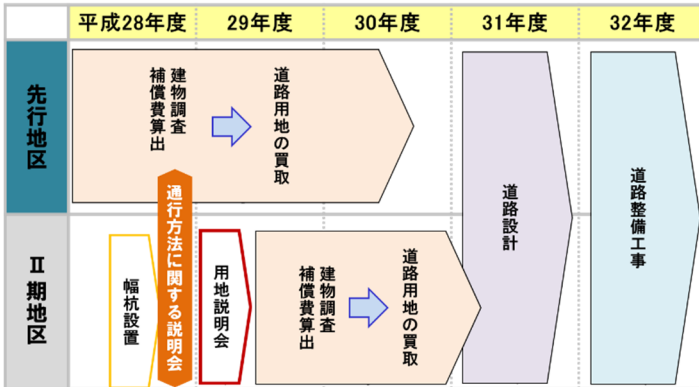 平成28年度
29年度
30年度
31年度
32年度
先行地区
建物調査
補償費算出
道路用地の買取
通行方法に関する説明会
道路設計
道路整備工事
Ⅱ期地区
幅杭設置
用地説明会
建物調査
補償費算出
道路用地の買取